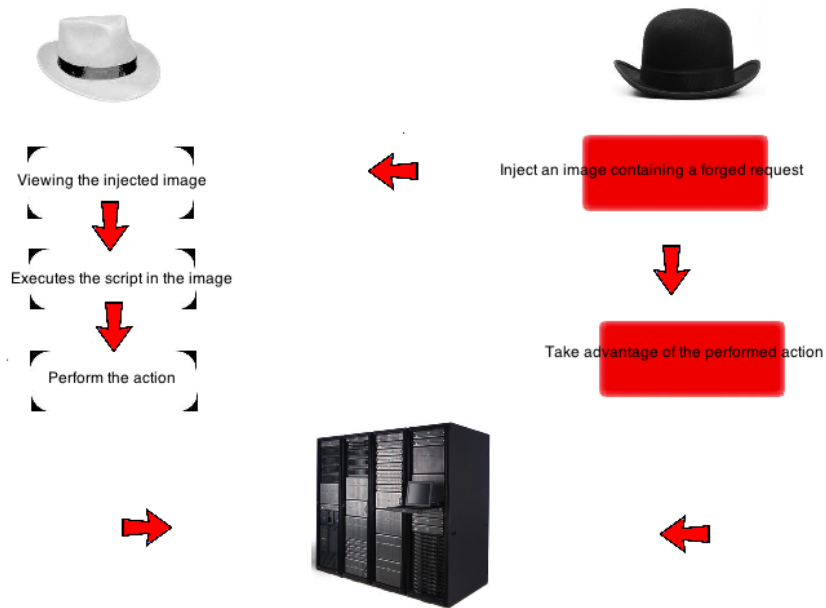 Viewing the injected image
Inject an image containing a forged request
Executes the script in the image
Take advantage of the performed action
Perform the action